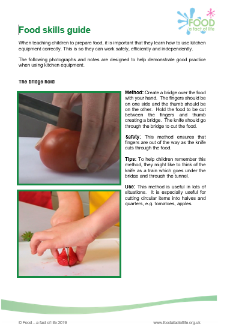 FOOD
a fact of life
Food skills guide
When teaching children to prepare food, it is important that they learn how to use kitchen
equipment correctly. This is so they can work safely, efficiently and independently.
The following photographs and notes are designed to help demonstrate good practice
when using kitchen equipment.
The bridge hold
Method: Create a bridge over the food
with your hand. The fingers should be
on one side and the thumb should be
on the other. Hold the food to be cut
between the fingers and thumb
creating a bridge. The knife should go
through the bridge to cut the food.
Safety: This method ensures that
fingers are out of the way as the knife
cuts through the food.
Tips: To help children remember this
method, they might like to think of the
knife as a train which goes under the
bridge and through the tunnel.
Use: This method is useful in lots of
situations. It is especially useful for
cutting circular items into halves and
quarters, e.g. tomatoes, apples.
© Food – a fact of life 2019
www.foodafactoflife.org.uk